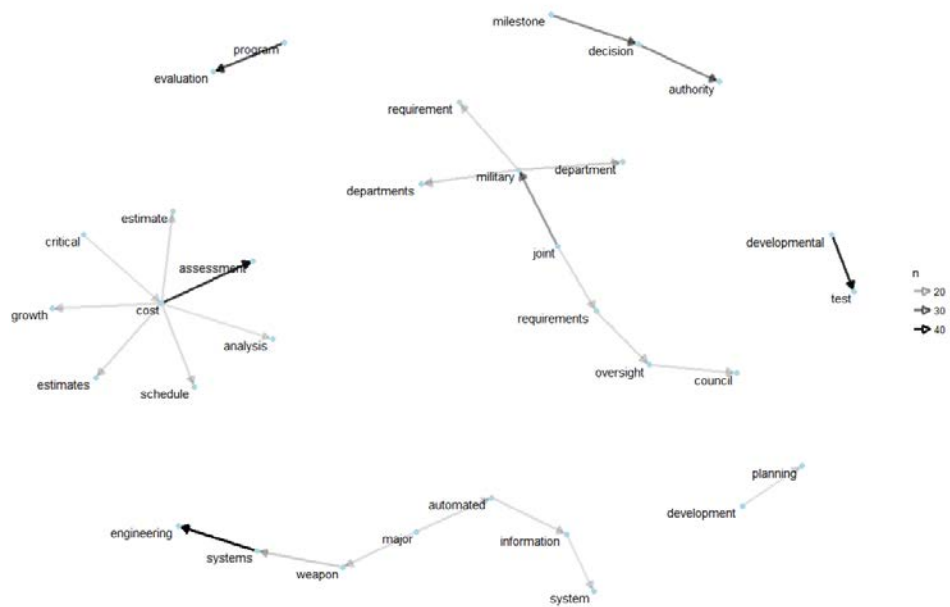 milestone
program
decision
evaluation
authority
requirement
department
military
departments
estimate
critical
developmental
joint
assessment
n
20
test
cost
growth
30
requirements
40
analysis
oversight
council
estimates
schedule
planning
automated
development
engineering
major
information
systems
weapon
system